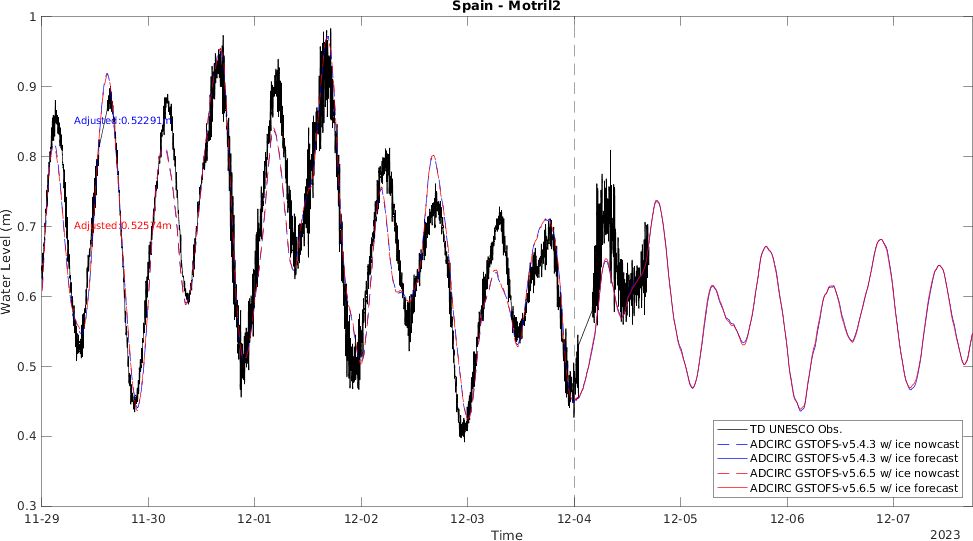 Spain - Motril2
Water Level (m)
1
0.9
0.8
0.7
0.6
0.5
0.4
0.3
Adjusted:0.52291m
Adjusted:0.52574m
TD UNESCO Obs.
ADCIRC GSTOFS-v5.4.3 w/ ice nowcast
ADCIRC GSTOFS-v5.4.3 w/ ice forecast
ADCIRC GSTOFS-v5.6.5 w/ ice nowcast
ADCIRC GSTOFS-v5.6.5 w/ ice forecast
11-29 11-30 12-01 12-02 12-03 12-04 12-05 12-06 12-07
Time
2023